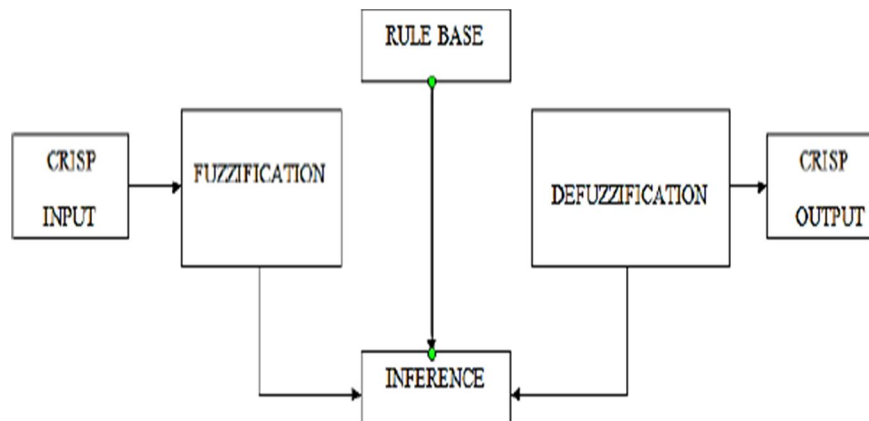 RULE BASE
CRISP
INPUT
FUZZIFICATION
DEFUZZIFICATION
CRISP
OUTPUT
INFERENCE